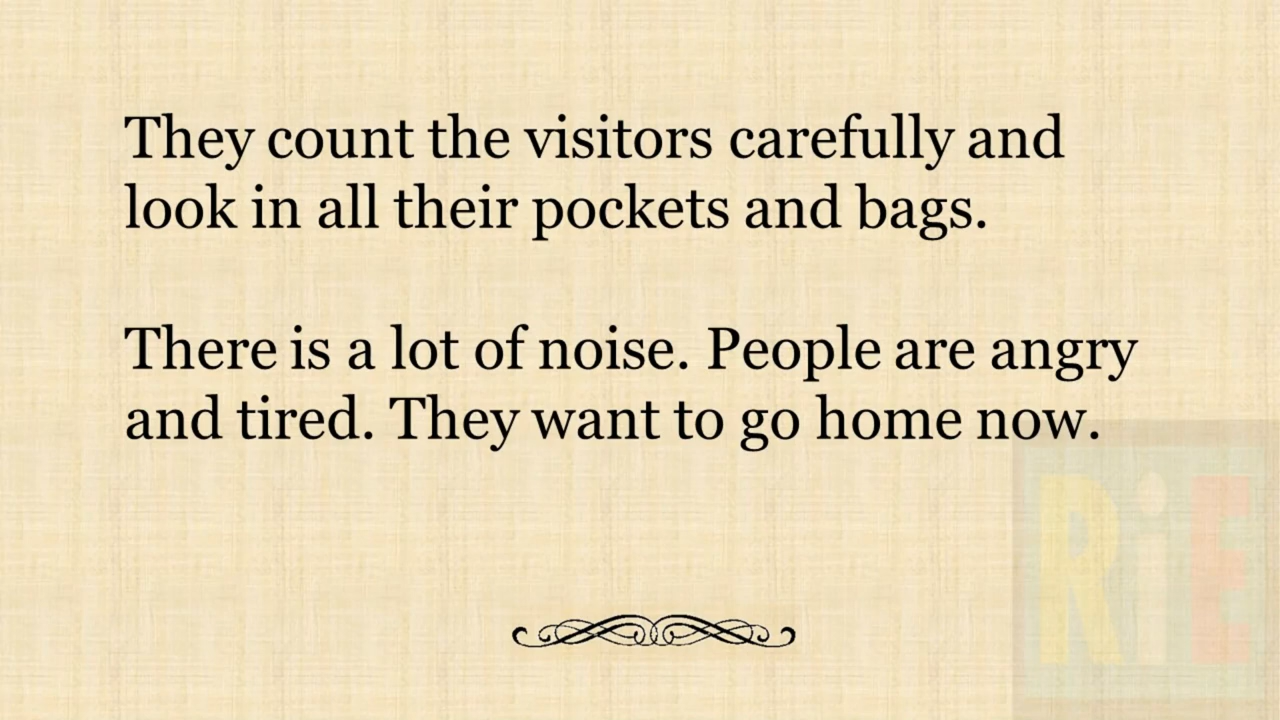 They count the visitors carefully and
look in all their pockets and bags.
There is a lot of noise. People are angry
and tired. They want to go home now.
RiE